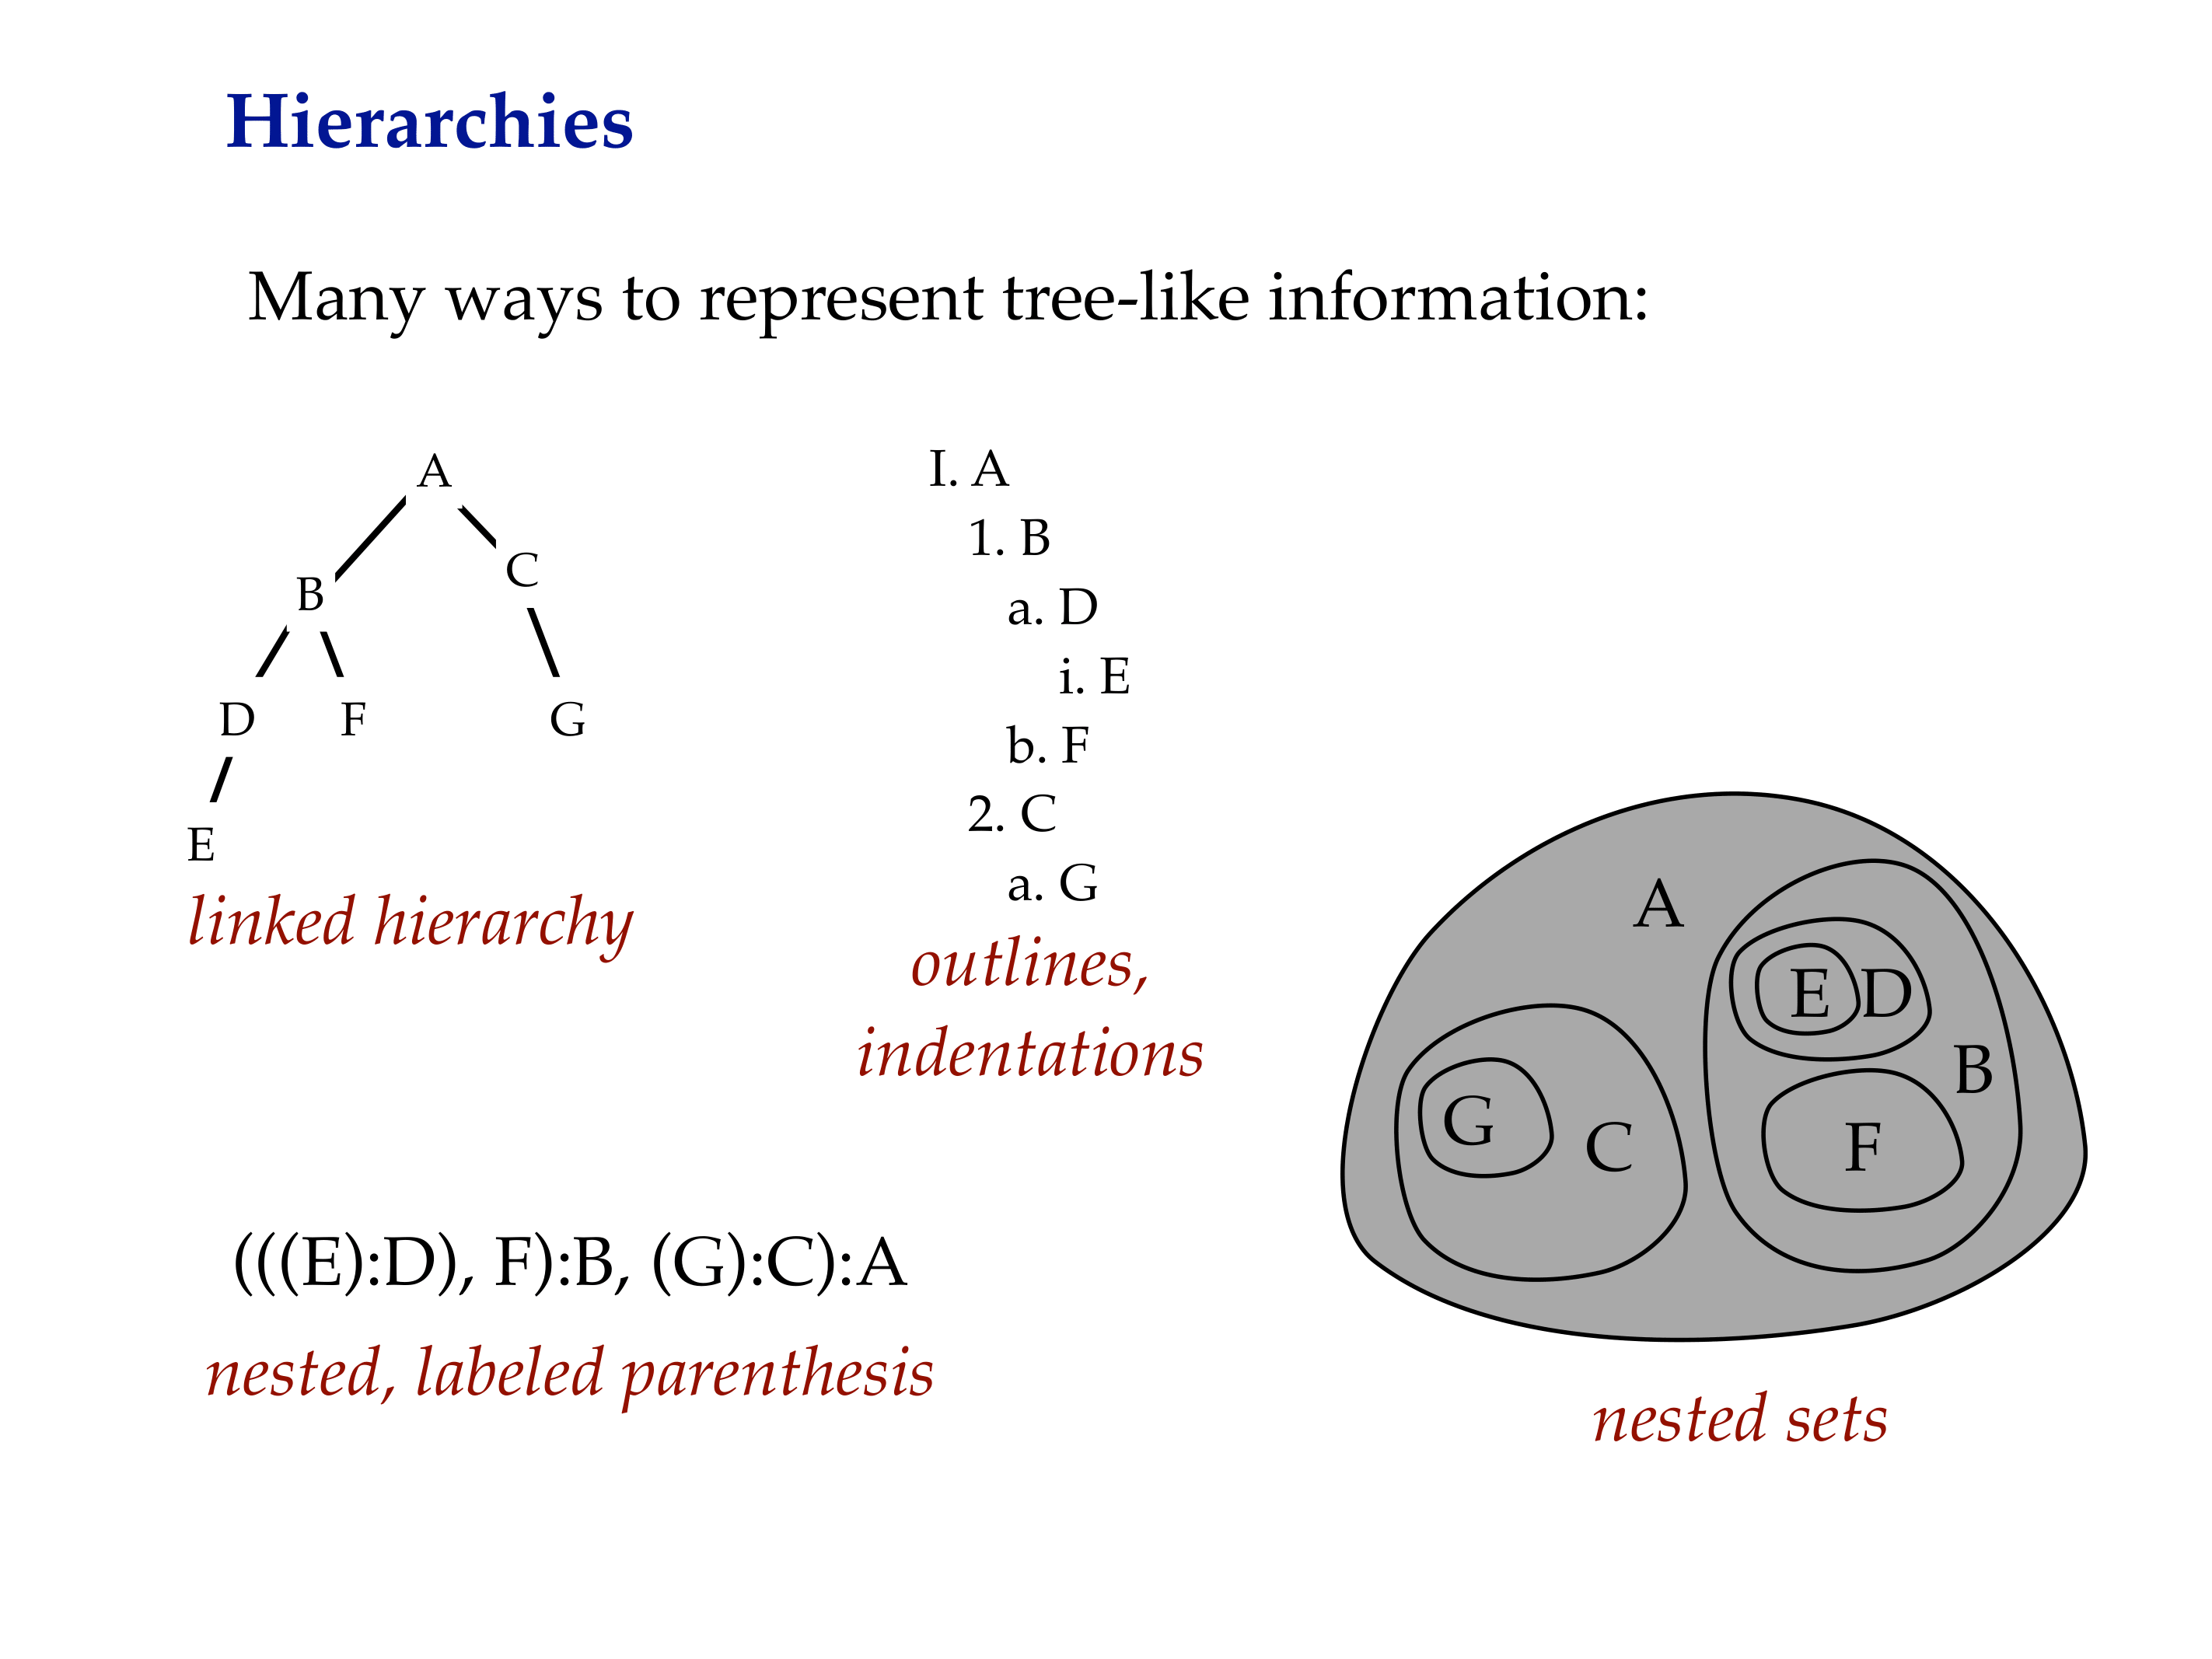 Hierarchies
Many ways to represent tree-like information:
A
B
C
D
F
G
E
linked hierarchy
I. A
1. B
a. D
i. E
b. F
2. C
a. G
outlines,
indentations
(((E):D), F):B, (G):C):A
nested, labeled parenthesis
A
E D
B
G
C
F
nested sets